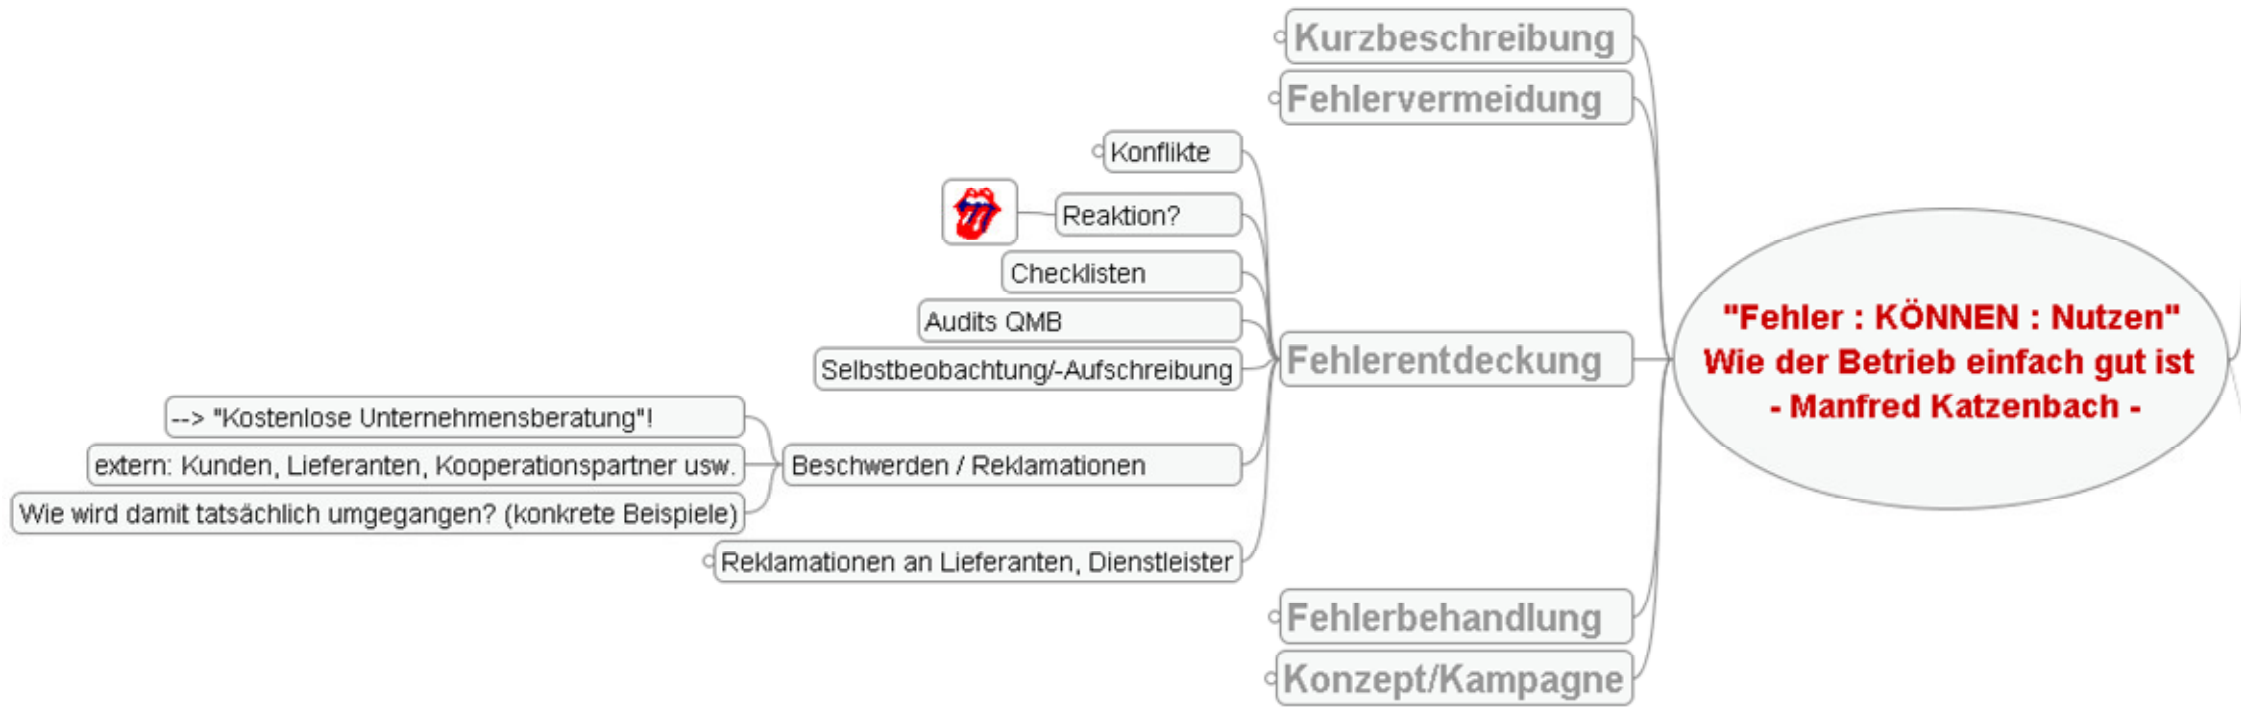 Kurzbeschreibung
Fehlervermeidung
Konflikte
Reaktion?
Checklisten
Audits QMB
Selbstbeobachtung/-Aufschreibung
Fehlerentdeckung
--> "Kostenlose Unternehmensberatung"!
extern: Kunden, Lieferanten, Kooperationspartner usw.
Wie wird damit tatsächlich umgegangen? (konkrete Beispiele)
Beschwerden / Reklamationen
Reklamationen an Lieferanten, Dienstleister
Fehlerbehandlung
Konzept/Kampagne
"Fehler : KÖNNEN : Nutzen"
Wie der Betrieb einfach gut ist
- Manfred Katzenbach -